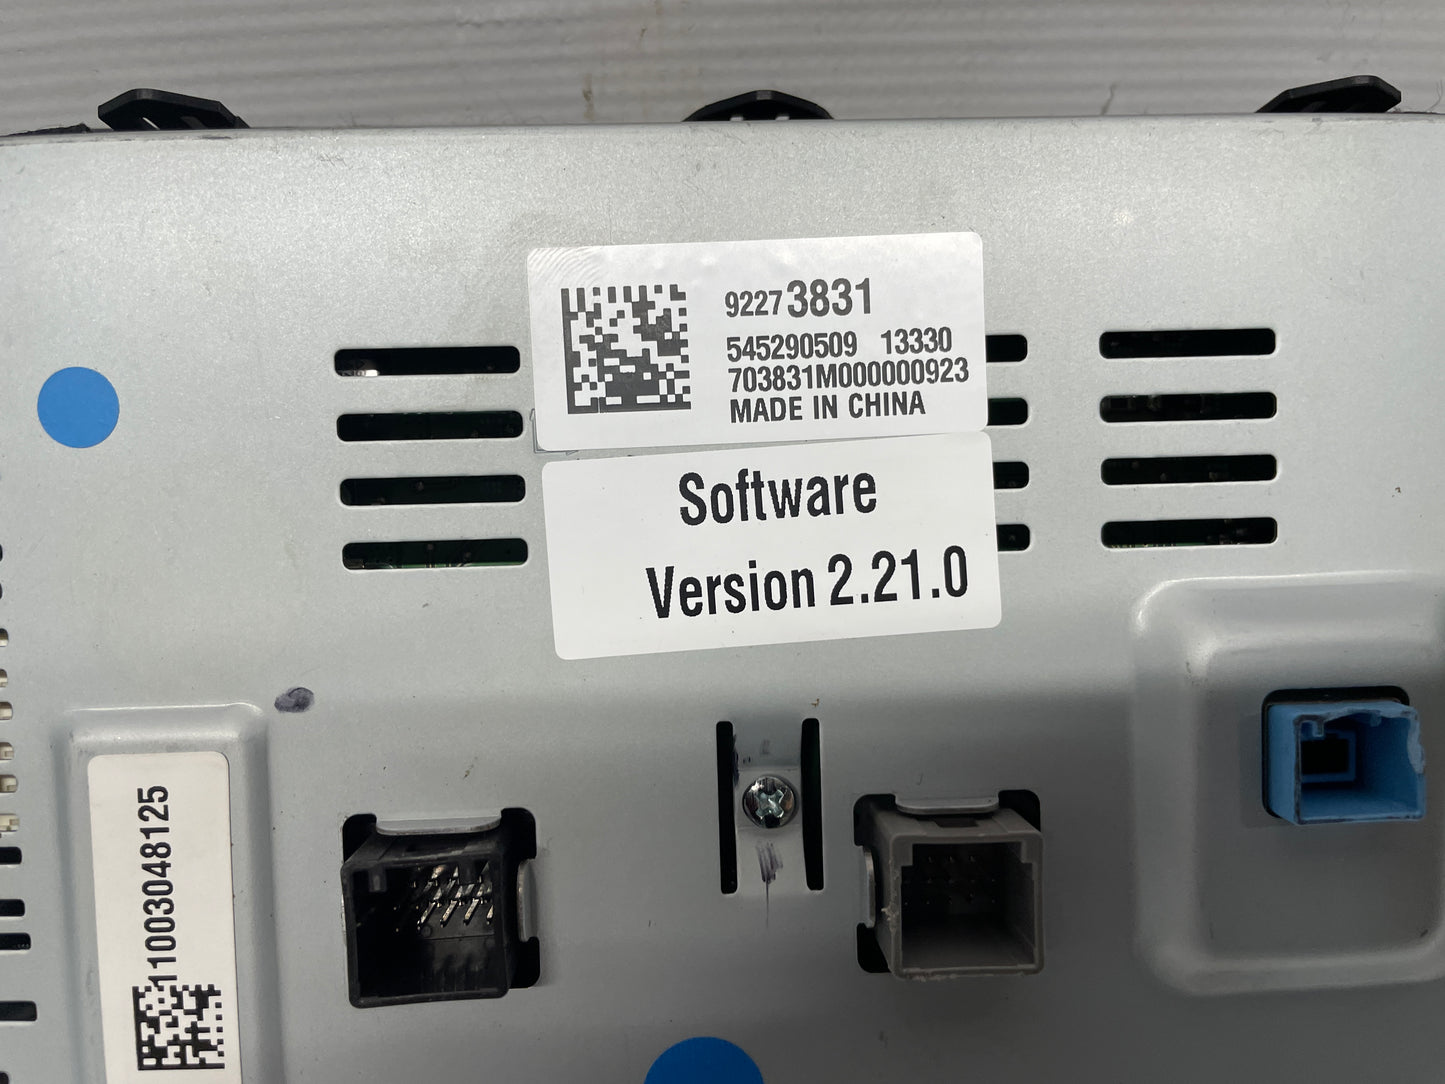 92273831
545290509 13330
703831M000000923
MADE IN CHINA
Software
Version 2.21.0
11003048125